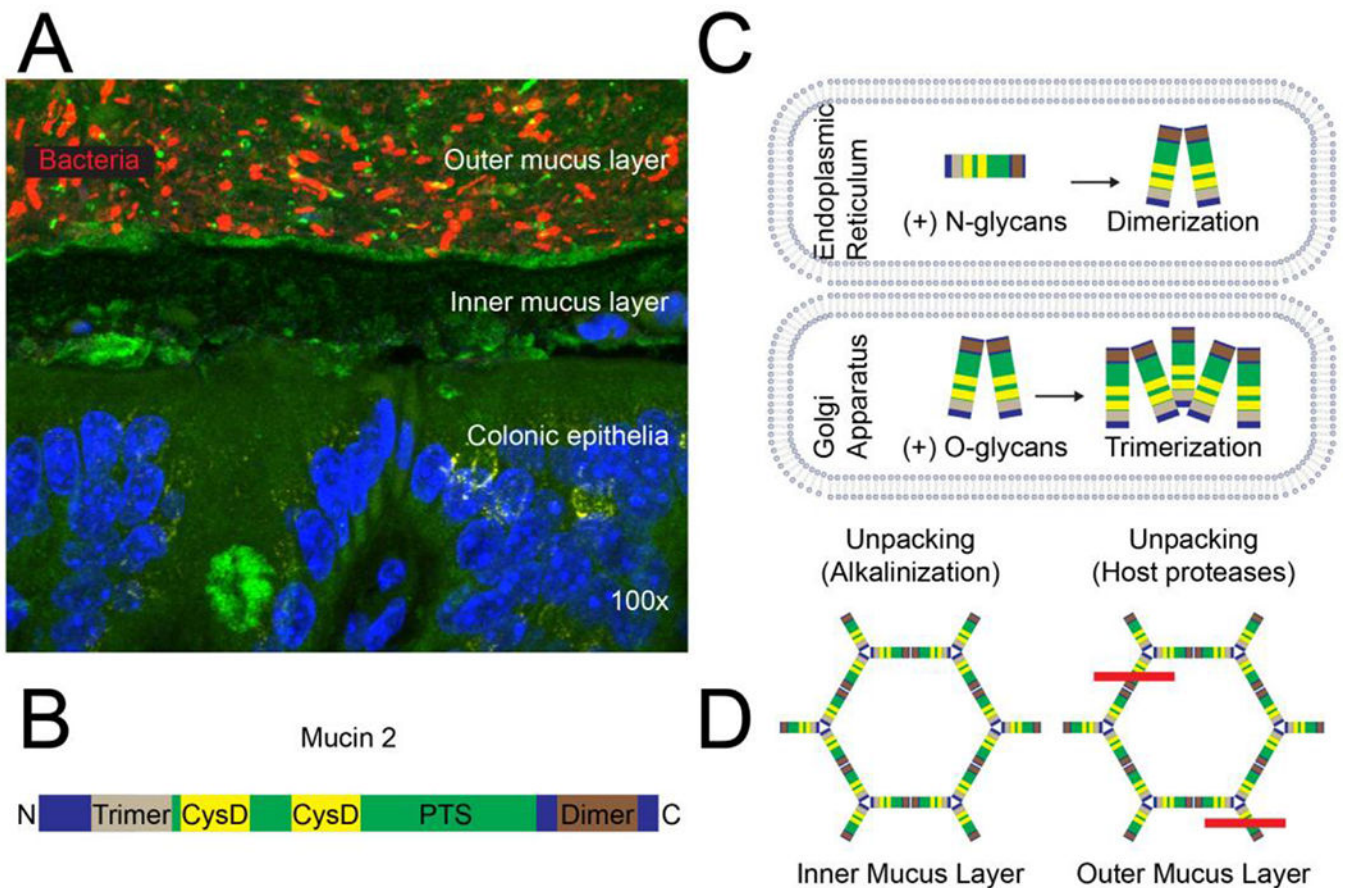 A
Bacteria
Outer mucus layer
Inner mucus layer
Colonic epithelia
100x
B
Mucin 2
N
Trimer
CysD
CysD
PTS
Dimer
C
C
Endoplasmic
Reticulum
(+) N-glycans
Dimerization
Golgi
Apparatus
(+) O-glycans
Trimerization
D
Unpacking
(Alkalinization)
Unpacking
(Host proteases)
Inner Mucus Layer
Outer Mucus Layer